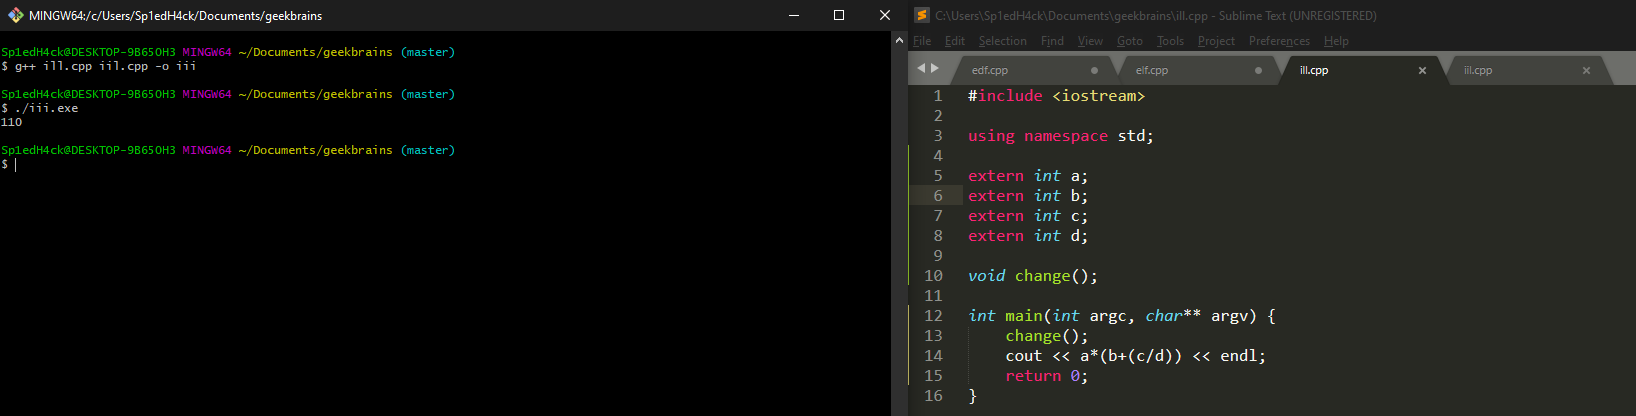 MINGW64:/c/Users/Sp1edH4ck/Documents/geekbrains
Sp1edH4ck@DESKTOP-9B65OH3 MINGW64 ~/Documents/geekbrains (master)
$ g++ ill.cpp iil.cpp -o iii
Sp1edH4ck@DESKTOP-9B65OH3 MINGW64 ~/Documents/geekbrains (master)
$ ./iii.exe
110
Sp1edH4ck@DESKTOP-9B65OH3 MINGW64 ~/Documents/geekbrains (master)
$
C:\Users\Sp1edH4ck\Documents\geekbrains\ill.cpp - Sublime Text (UNREGISTERED)
File Edit Selection Find View Goto Tools Project Preferences Help
edf.cpp elf.cpp ill.cpp iil.cpp
1 #include <iostream>
2
3 using namespace std;
4
5 extern int a;
6 extern int b;
7 extern int c;
8 extern int d;
9
10 void change();
11
12 int main(int argc, char** argv) {
13 change();
14 cout << a*(b+(c/d)) << endl;
15 return 0;
16 }